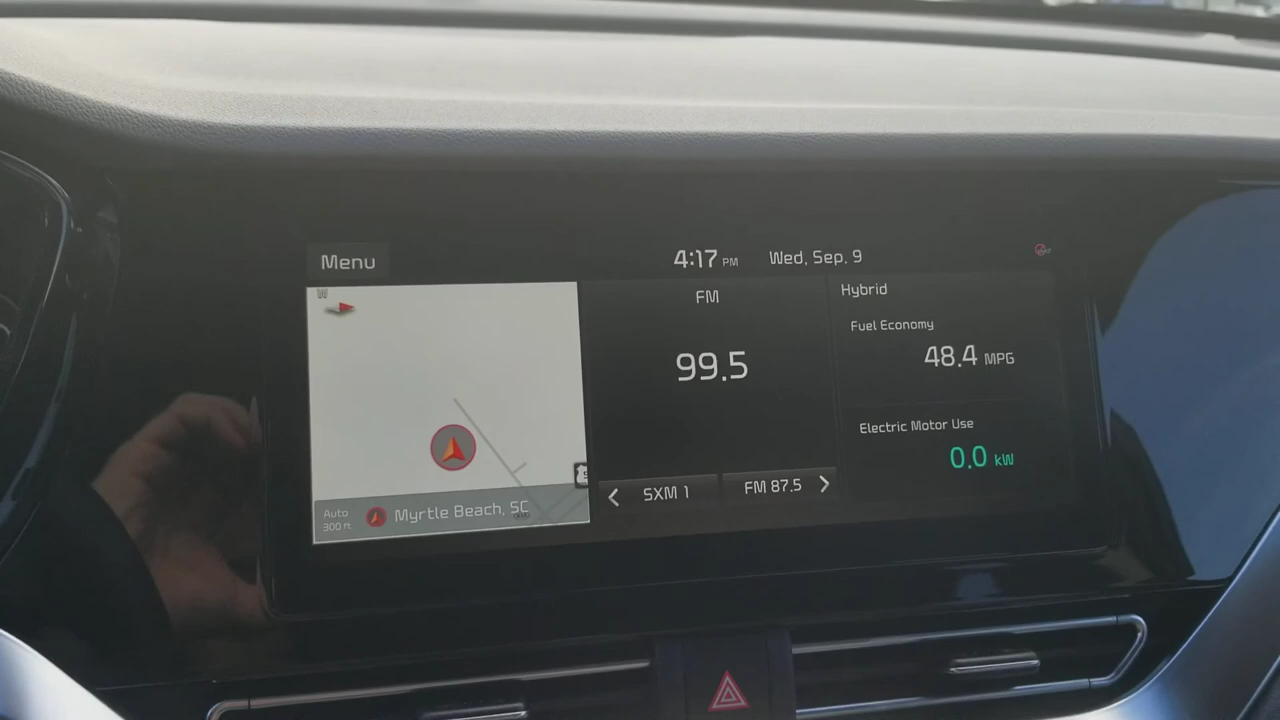 Menu
4:17 PM
Wed, Sep. 9
W
FM
99.5
SXM 1
FM 87.5
Hybrid
Fuel Economy
48.4 MPG
Electric Motor Use
0.0 kW
Auto
300 ft
Myrtle Beach, SC